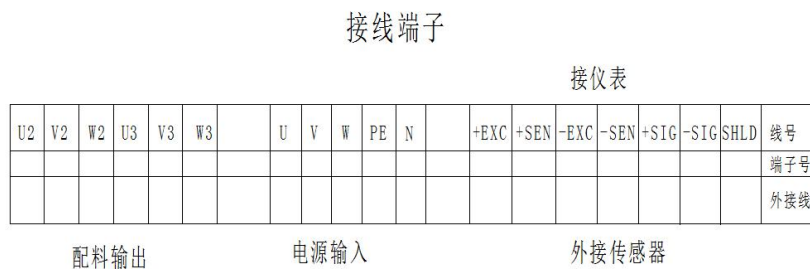 接线端子
接仪表
U2 V2 W2 U3 V3 W3 U V W PE N +EXC +SEN -EXC -SEN +SIG -SIG SHLD 线号
端子号
外接线
配料输出 电源输入 外接传感器